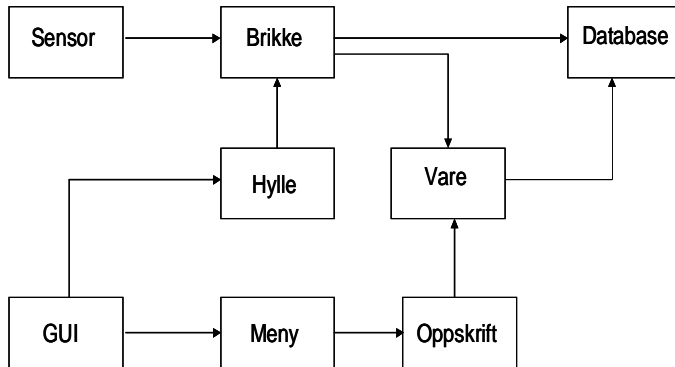 Sensor
Brikke
Database
Hylle
Vare
GUI
Meny
Oppskrift